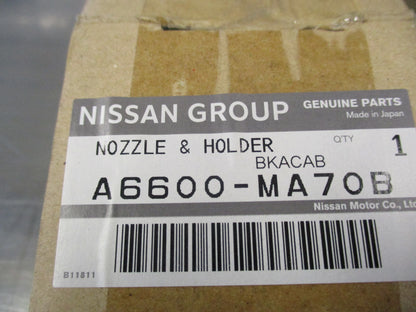 NISSAN GROUP GENUINE PARTS
Made in Japan
NOZZLE & HOLDER QTY 1
BKACAB
A6600-MA70B
Nissan Motor Co., Ltd
B11811